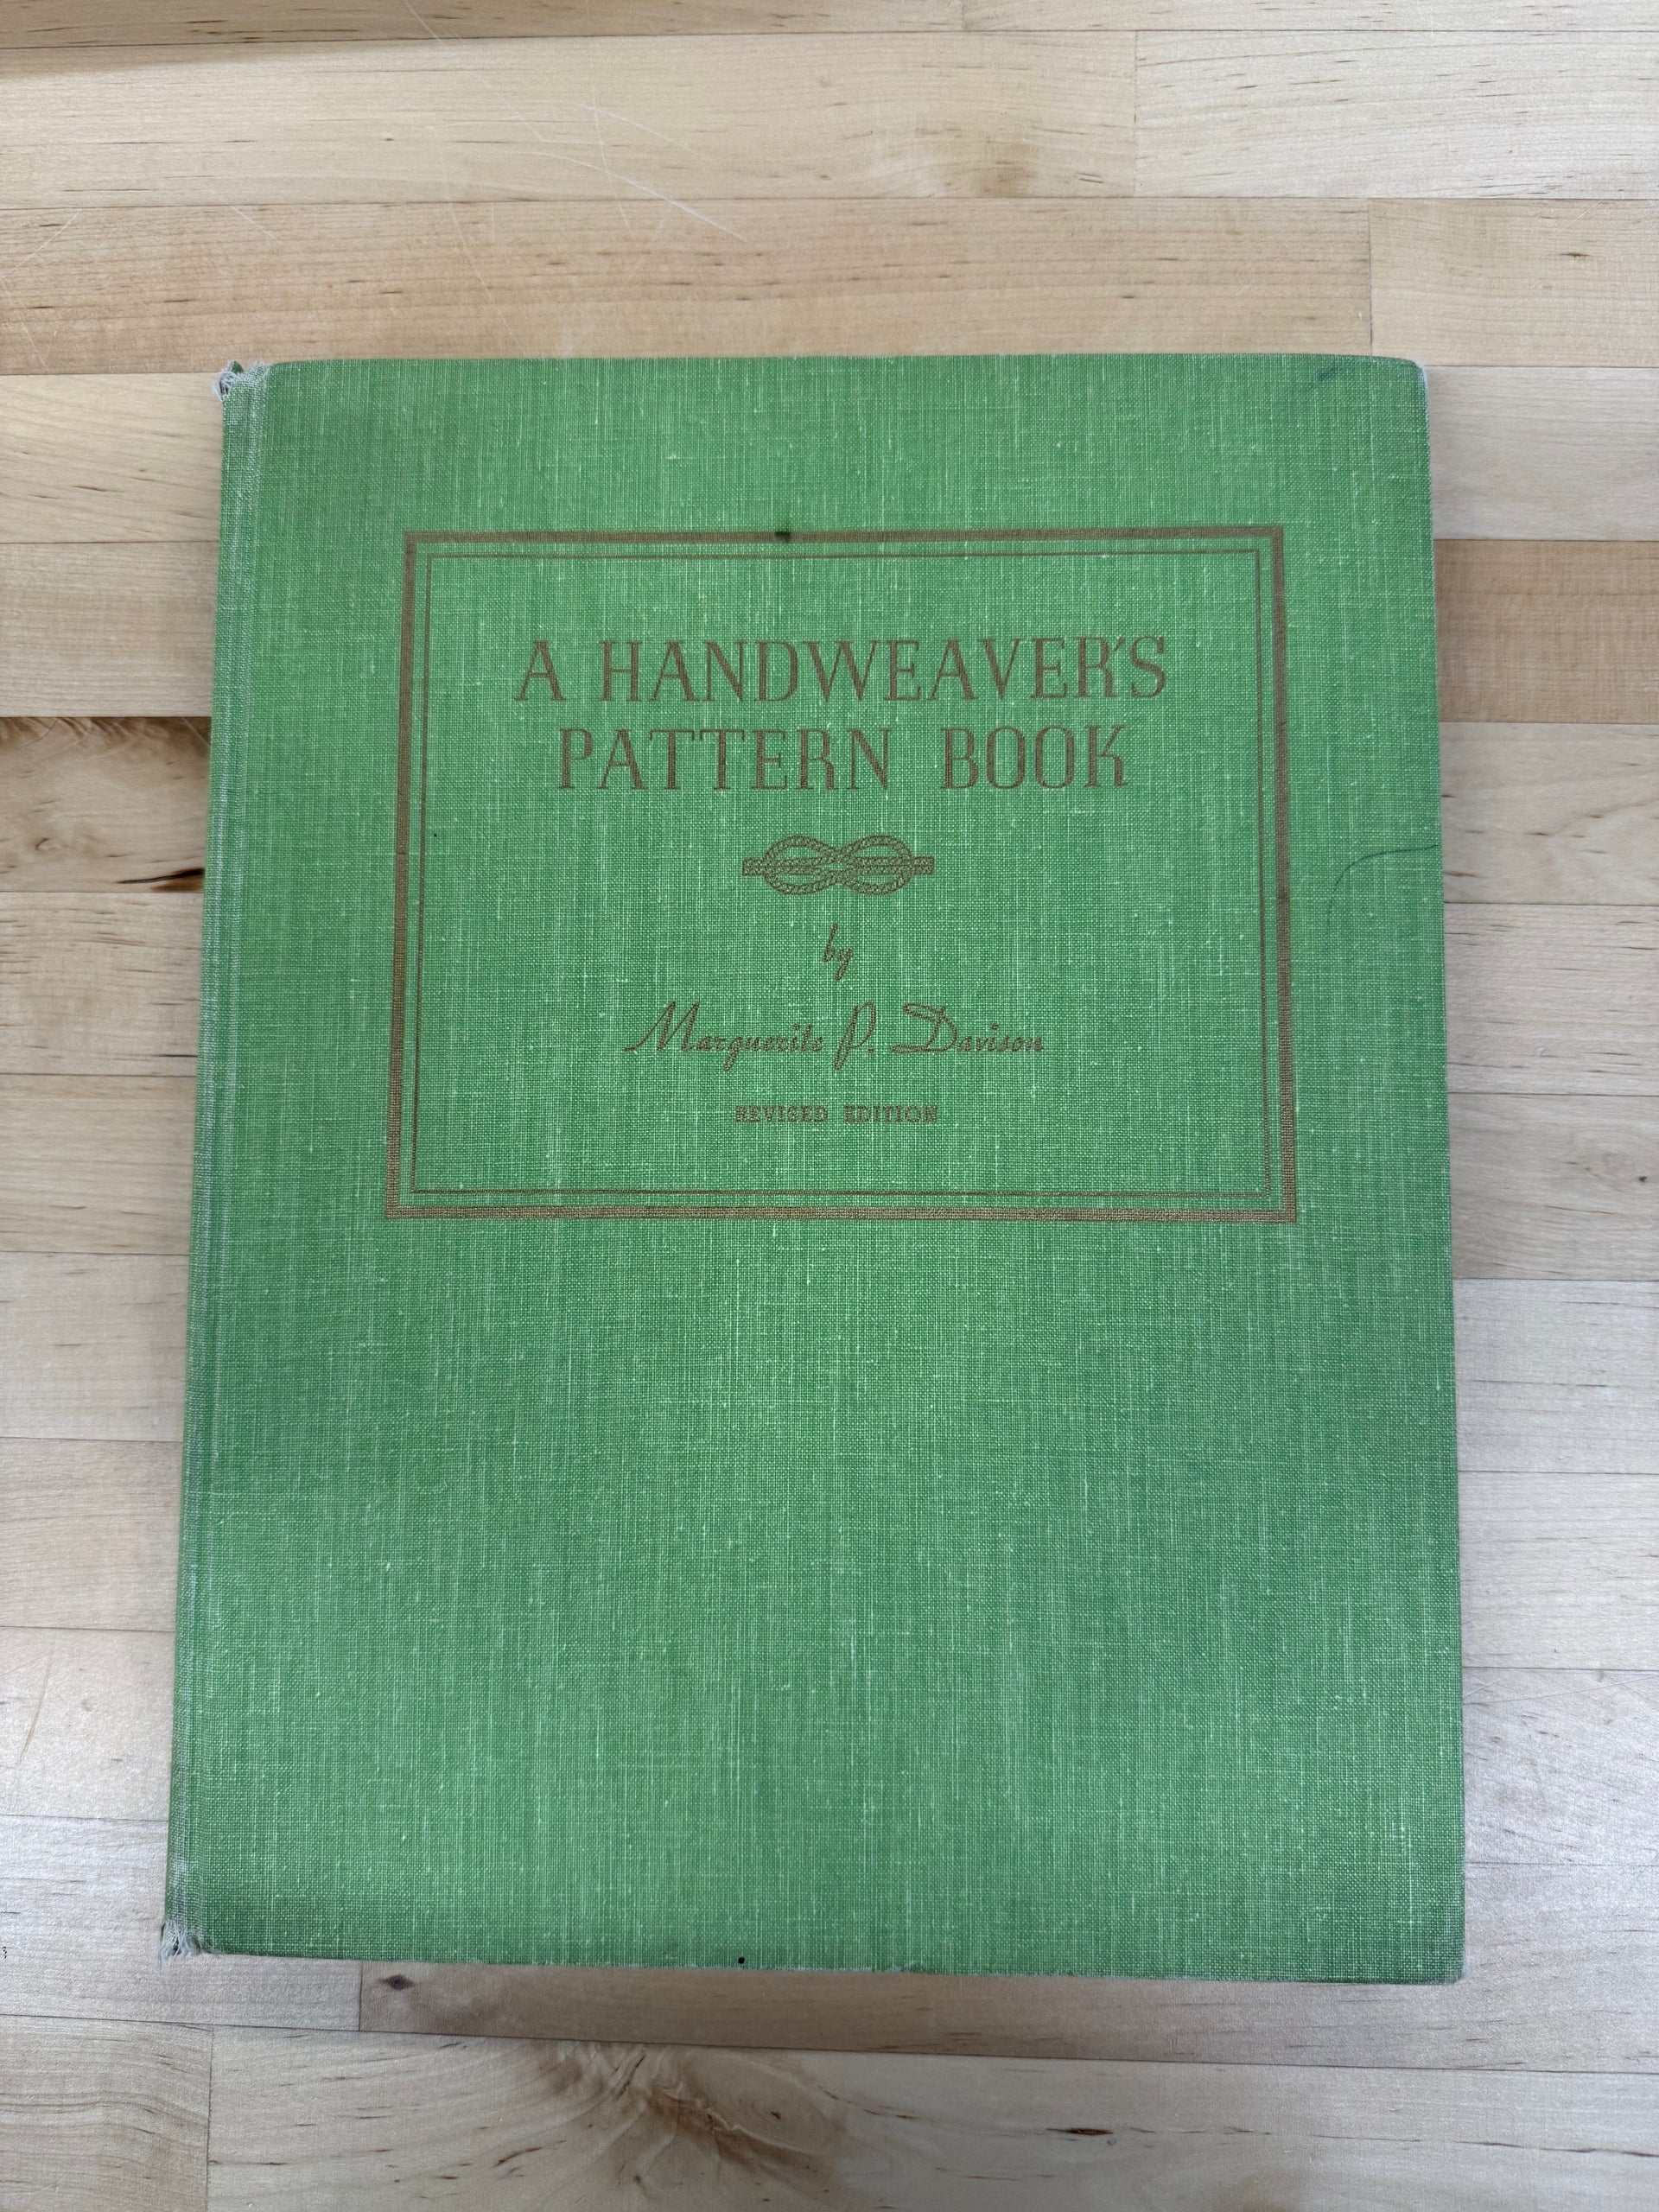 A HANDWEAVER'S
PATTERN BOOK
by
Marguerite P. Davison
REVISED EDITION